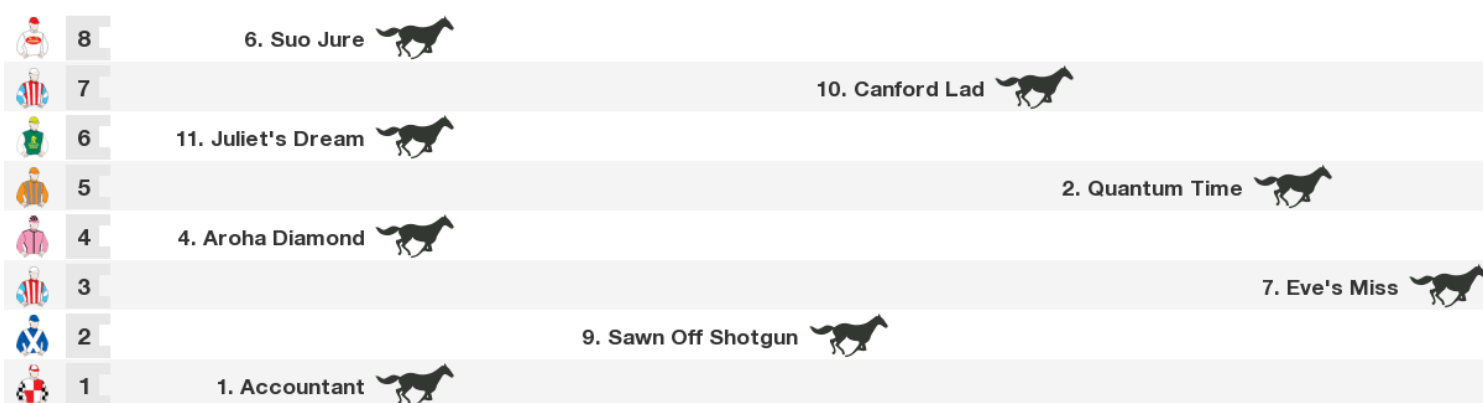 8 6. Suo Jure
7 10. Canford Lad
6 11. Juliet's Dream
5 2. Quantum Time
4 4. Aroha Diamond
3 7. Eve's Miss
2 9. Sawn Off Shotgun
1 1. Accountant